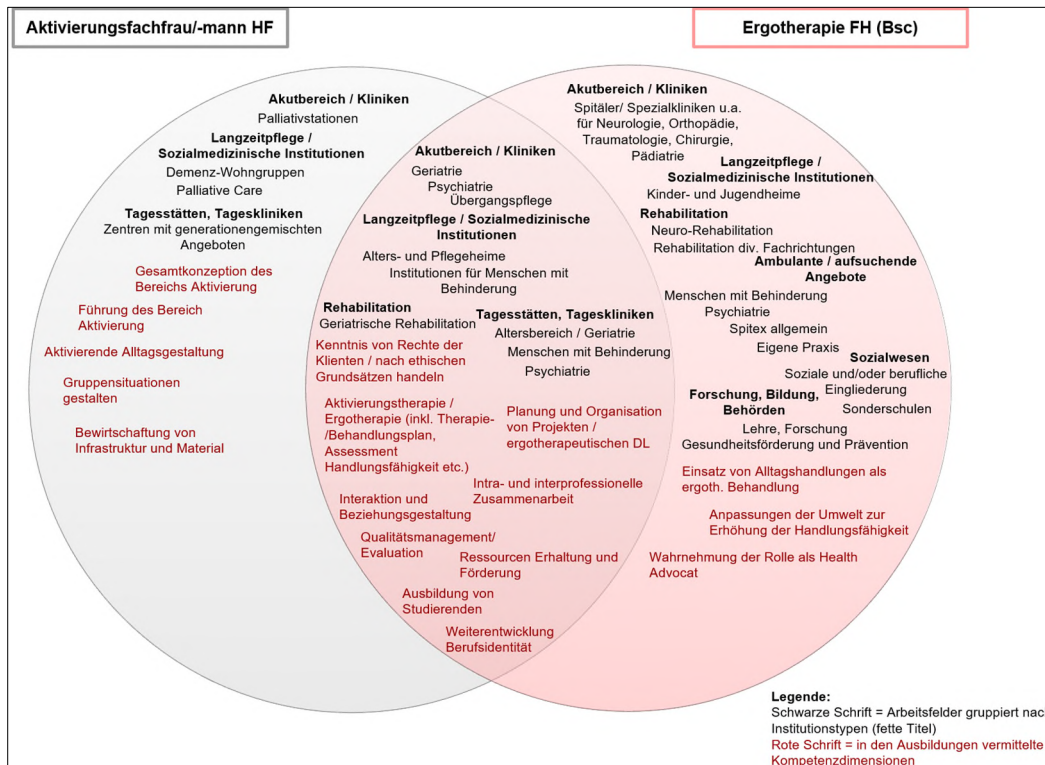 Aktivierungsfachfrau/-mann HF
Ergotherapie FH (Bsc)
Akutbereich / Kliniken
Palliativstationen
Langzeitpflege /
Sozialmedizinische Institutionen
Demenz-Wohngruppen
Palliative Care
Tagesstätten, Tageskliniken
Zentren mit generationengemischten
Angeboten
Gesamtkonzeption des
Bereichs Aktivierung
Führung des Bereich
Aktivierung
Aktivierende Alltagsgestaltung
Gruppensituationen
gestalten
Bewirtschaftung von
Infrastruktur und Material
Akutbereich / Kliniken
Geriatrie
Psychiatrie
Übergangspflege
Langzeitpflege / Sozialmedizinische
Institutionen
Alters- und Pflegeheime
Institutionen für Menschen mit
Behinderung
Rehabilitation
Geriatrische Rehabilitation
Tagesstätten, Tageskliniken
Altersbereich / Geriatrie
Menschen mit Behinderung
Psychiatrie
Kenntnis von Rechte der
Klienten / nach ethischen
Grundsätzen handeln
Aktivierungstherapie /
Ergotherapie (inkl. Therapie-
/Behandlungsplan,
Assessment
Handlungsfähigkeit etc.)
Planung und Organisation
von Projekten /
ergotherapeutischen DL
Intra- und interprofessionelle
Zusammenarbeit
Interaktion und
Beziehungsgestaltung
Qualitätsmanagement/
Evaluation
Ressourcen Erhaltung und
Förderung
Ausbildung von
Studierenden
Weiterentwicklung
Berufsidentität
Akutbereich / Kliniken
Spitäler/ Spezialkliniken u.a.
für Neurologie, Orthopädie,
Traumatologie, Chirurgie,
Pädiatrie
Langzeitpflege /
Sozialmedizinische Institutionen
Kinder- und Jugendheime
Rehabilitation
Neuro-Rehabilitation
Rehabilitation div. Fachrichtungen
Ambulante / aufsuchende
Angebote
Menschen mit Behinderung
Psychiatrie
Spitex allgemein
Eigene Praxis
Sozialwesen
Soziale und/oder berufliche
Eingliederung
Sonderschulen
Forschung, Bildung,
Behörden
Lehre, Forschung
Gesundheitsförderung und Prävention
Einsatz von Alltagshandlungen als
ergoth. Behandlung
Anpassungen der Umwelt zur
Erhöhung der Handlungsfähigkeit
Wahrnehmung der Rolle als Health
Advocat
Legende:
Schwarze Schrift = Arbeitsfelder gruppiert nac
Institutionstypen (fette Titel)
Rote Schrift = in den Ausbildungen vermittelte
Kompetenzdimensionen